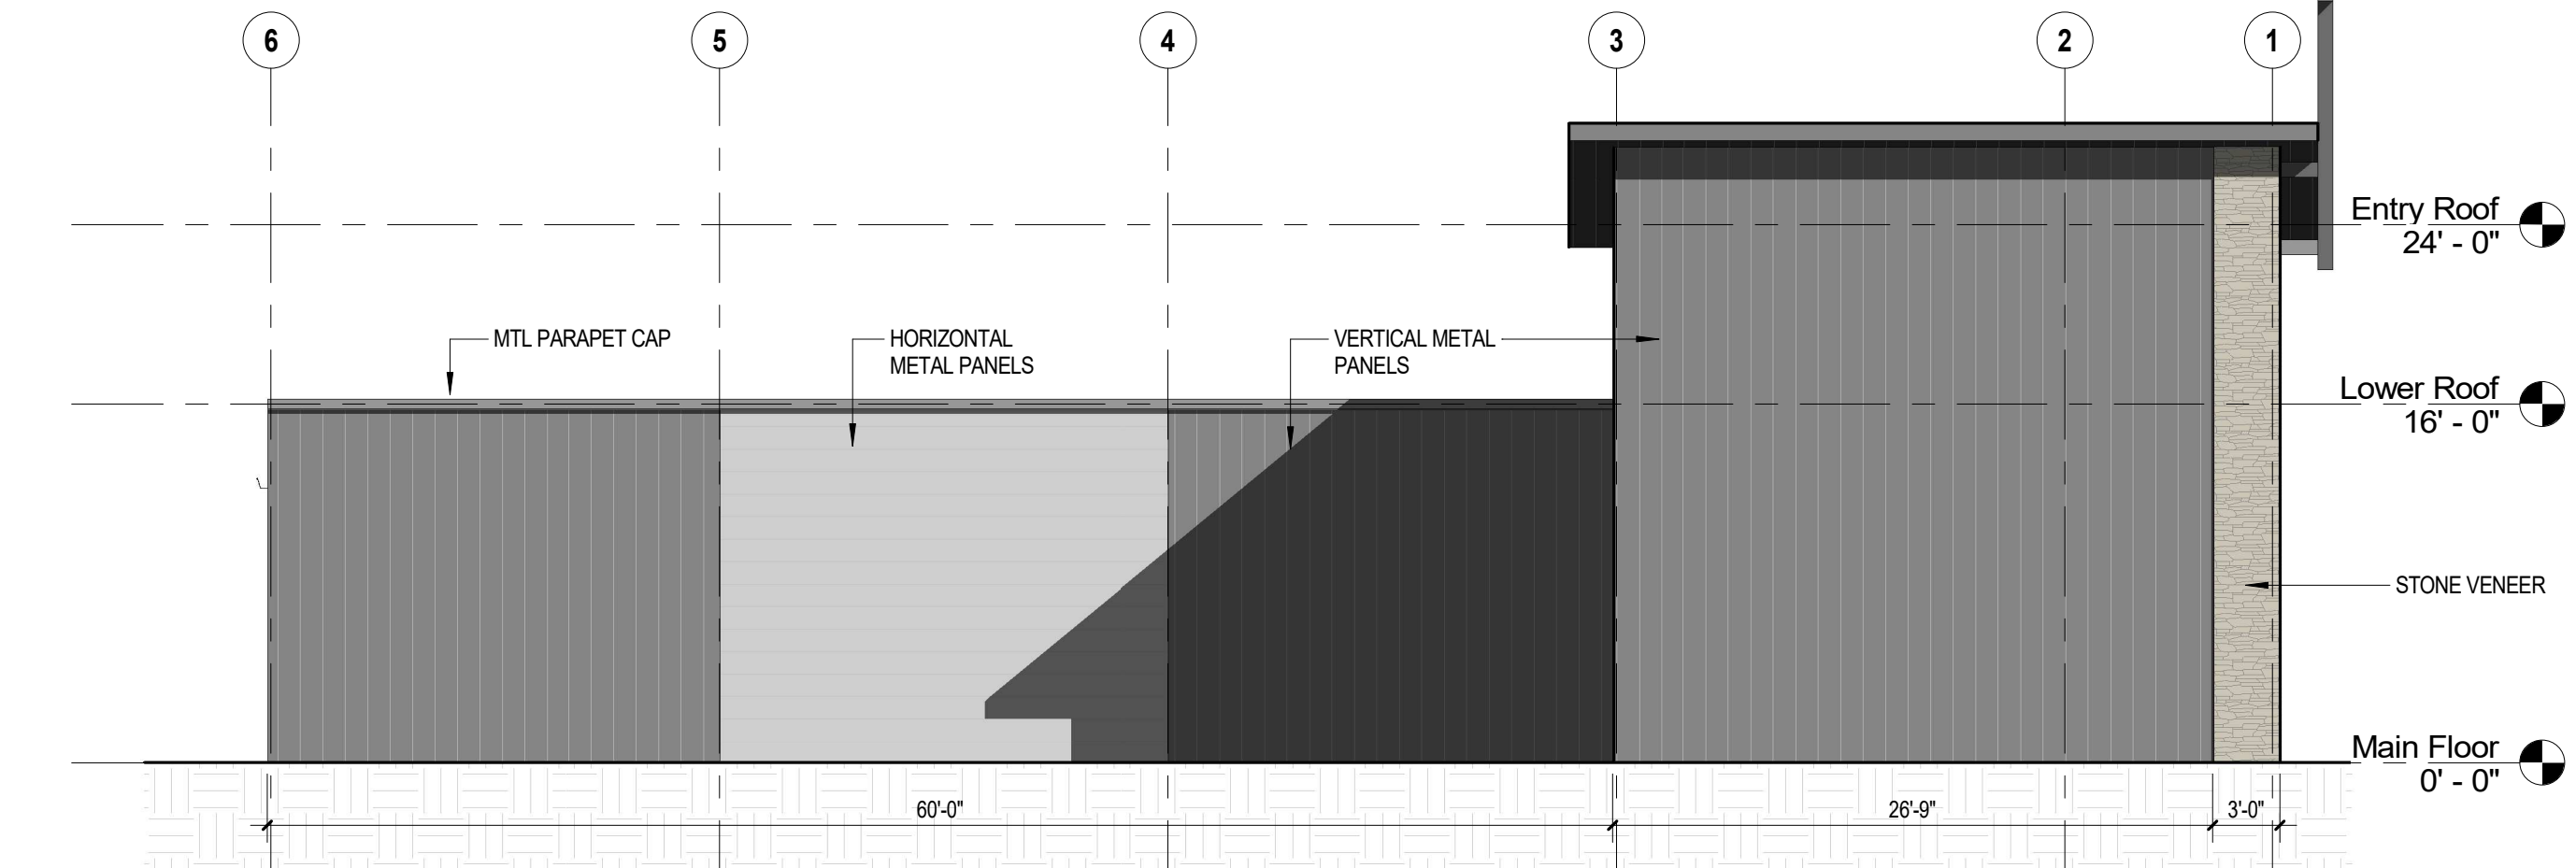 6 5 4 3 2 1
Entry Roof
24' - 0"
MTL PARAPET CAP
HORIZONTAL
METAL PANELS
VERTICAL METAL
PANELS
Lower Roof
16' - 0"
STONE VENEER
Main Floor
0' - 0"
60'-0" 26'-9" 3'-0"